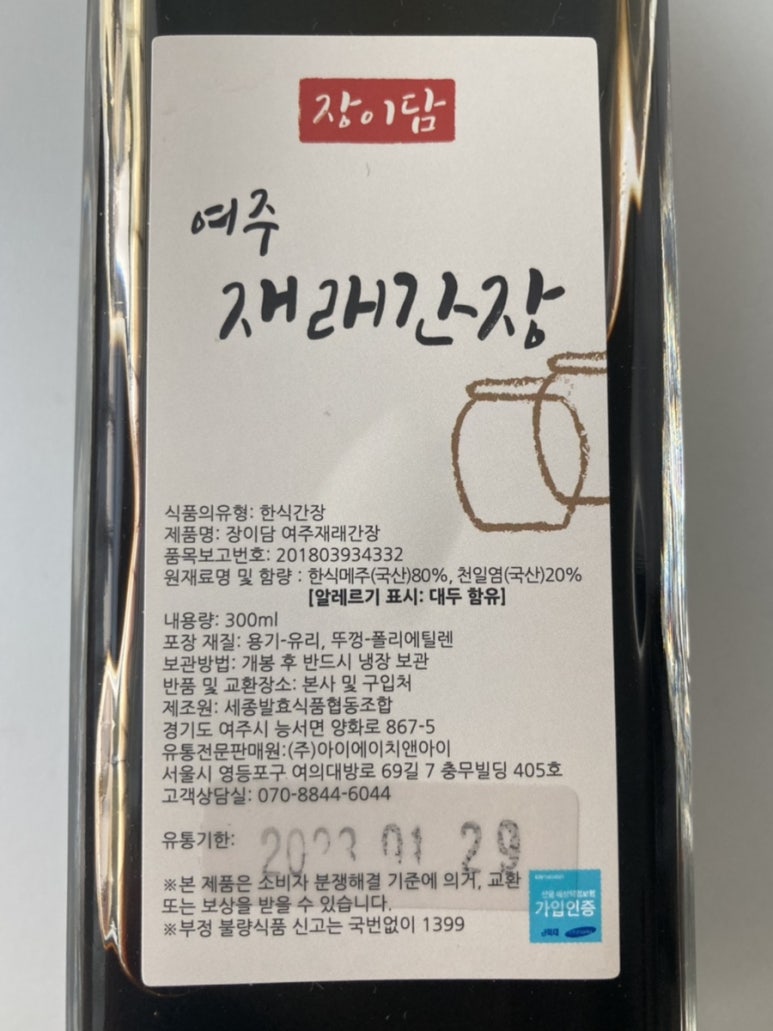 장이담
여주
재래간장
식품의유형: 한식간장
제품명: 장이담 여주재래간장
품목보고번호: 201803934332
원재료명 및 함량 : 한식메주(국산)80%, 천일염(국산)20%
[알레르기 표시: 대두 함유]
내용량: 300ml
포장 재질: 용기-유리, 뚜껑-폴리에틸렌
보관방법: 개봉 후 반드시 냉장 보관
반품 및 교환장소: 본사 및 구입처
제조원: 세종발효식품협동조합
경기도 여주시 능서면 양화로 867-5
유통전문판매원:(주)아이에이치앤아이
서울시 영등포구 여의대방로 69길 7 충무빌딩 405호
고객상담실: 070-8844-6044
유통기한: 2023 01 29
※본 제품은 소비자 분쟁해결 기준에 의거, 교환
또는 보상을 받을 수 있습니다.
※부정 불량식품 신고는 국번없이 1399
가입인증